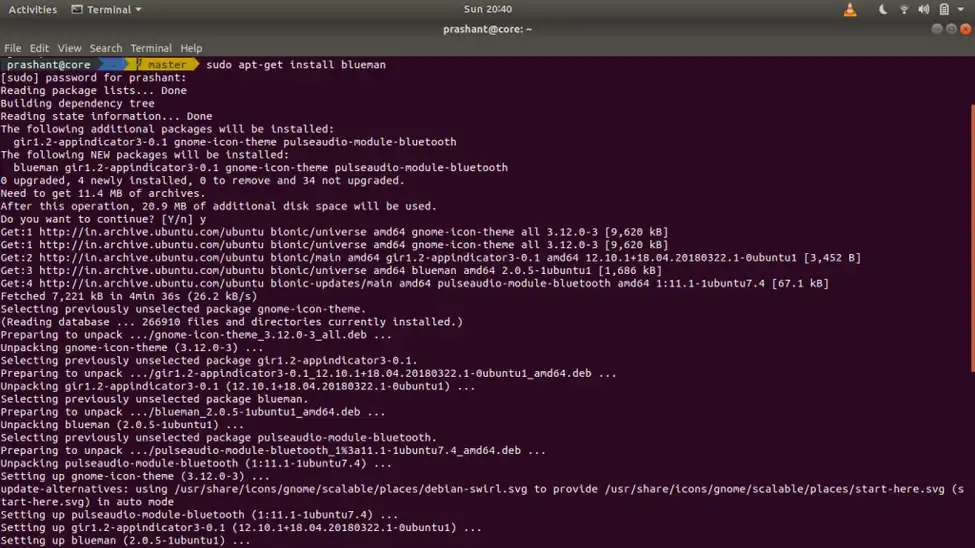 Activities Terminal Sun 20:40
prashant@core: ~
File Edit View Search Terminal Help
prashant@core master sudo apt-get install blueman
[sudo] password for prashant:
Reading package lists... Done
Building dependency tree
Reading state information... Done
The following additional packages will be installed:
gir1.2-appindicator3-0.1 gnome-icon-theme pulseaudio-module-bluetooth
The following NEW packages will be installed:
blueman gir1.2-appindicator3-0.1 gnome-icon-theme pulseaudio-module-bluetooth
0 upgraded, 4 newly installed, 0 to remove and 34 not upgraded.
Need to get 11.4 MB of archives.
After this operation, 20.9 MB of additional disk space will be used.
Do you want to continue? [Y/n] y
Get:1 http://in.archive.ubuntu.com/ubuntu bionic/universe amd64 gnome-icon-theme all 3.12.0-3 [9,620 kB]
Get:1 http://in.archive.ubuntu.com/ubuntu bionic/universe amd64 gnome-icon-theme all 3.12.0-3 [9,620 kB]
Get:2 http://in.archive.ubuntu.com/ubuntu bionic/main amd64 gir1.2-appindicator3-0.1 amd64 12.10.1+18.04.20180322.1-0ubuntu1 [3,452 B]
Get:3 http://in.archive.ubuntu.com/ubuntu bionic/universe amd64 blueman amd64 2.0.5-1ubuntu1 [1,686 kB]
Get:4 http://in.archive.ubuntu.com/ubuntu bionic-updates/main amd64 pulseaudio-module-bluetooth amd64 1:11.1-1ubuntu7.4 [67.1 kB]
Fetched 7,221 kB in 4min 36s (26.2 kB/s)
Selecting previously unselected package gnome-icon-theme.
(Reading database ... 266910 files and directories currently installed.)
Preparing to unpack .../gnome-icon-theme_3.12.0-3_all.deb ...
Unpacking gnome-icon-theme (3.12.0-3) ...
Selecting previously unselected package gir1.2-appindicator3-0.1.
Preparing to unpack .../gir1.2-appindicator3-0.1_12.10.1+18.04.20180322.1-0ubuntu1_amd64.deb ...
Unpacking gir1.2-appindicator3-0.1 (12.10.1+18.04.20180322.1-0ubuntu1) ...
Selecting previously unselected package blueman.
Preparing to unpack .../blueman_2.0.5-1ubuntu1_amd64.deb ...
Unpacking blueman (2.0.5-1ubuntu1) ...
Selecting previously unselected package pulseaudio-module-bluetooth.
Preparing to unpack .../pulseaudio-module-bluetooth_1%3a11.1-1ubuntu7.4_amd64.deb ...
Unpacking pulseaudio-module-bluetooth (1:11.1-1ubuntu7.4) ...
Setting up gnome-icon-theme (3.12.0-3) ...
update-alternatives: using /usr/share/icons/gnome/scalable/places/debian-swirl.svg to provide /usr/share/icons/gnome/scalable/places/start-here.svg (s
tart-here.svg) in auto mode
Setting up pulseaudio-module-bluetooth (1:11.1-1ubuntu7.4) ...
Setting up gir1.2-appindicator3-0.1 (12.10.1+18.04.20180322.1-0ubuntu1) ...
Setting up blueman (2.0.5-1ubuntu1) ...